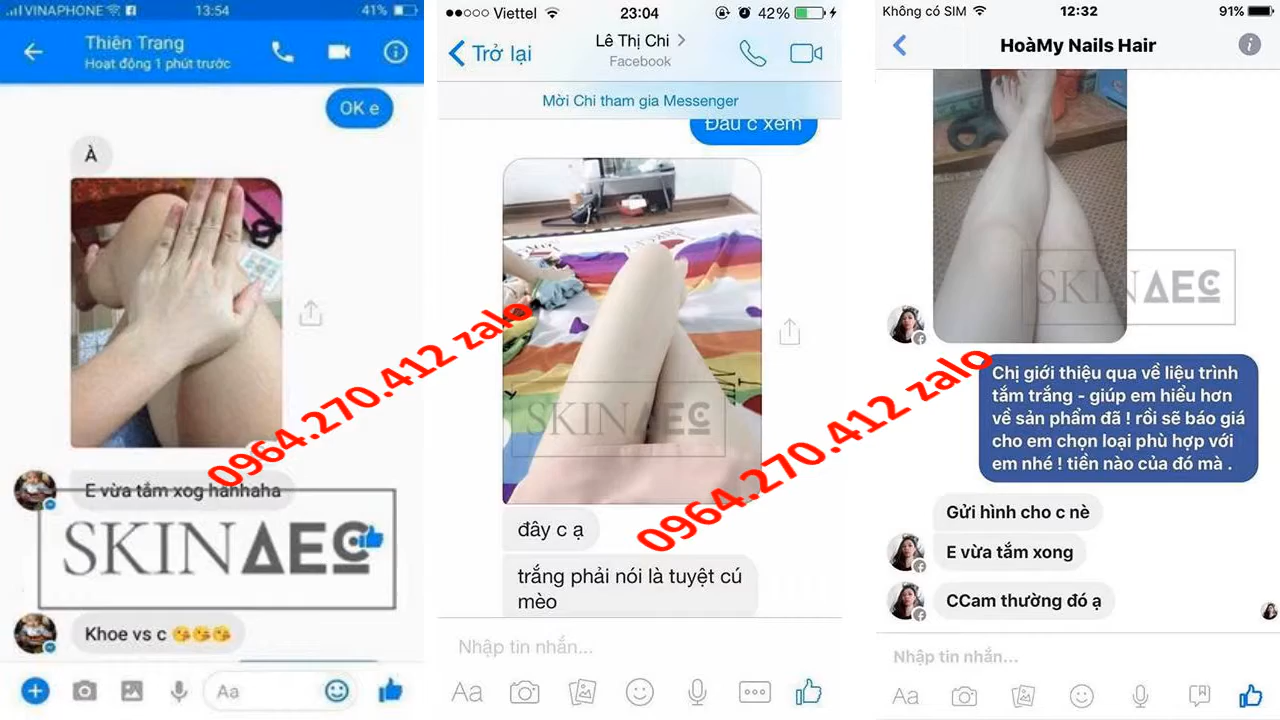 VINAPHONE
13:54
41%
Thiên Trang
Hoạt động 1 phút trước
OK e
À
E vừa tắm xog hahhaha
SKINAEC
Khoe vs c 😘😘😘
Aa
Viettel
23:04
42%
Trở lại
Lê Thị Chi
Facebook
Mời Chi tham gia Messenger
Đâu c xem
SKINAEC
đây c ạ
trắng phải nói là tuyệt cú
mèo
Nhập tin nhắn...
Aa
0964.270.412 zalo
0964.270.412 zalo
Không có SIM
12:32
91%
HoàMy Nails Hair
SKINAEC
Chị giới thiệu qua về liệu trình
tắm trắng - giúp em hiểu hơn
về sản phẩm đã ! rồi sẽ báo giá
cho em chọn loại phù hợp với
em nhé ! tiền nào của đó mà .
Gửi hình cho c nè
E vừa tắm xong
CCam thường đó ạ
Nhập tin nhắn...
Aa